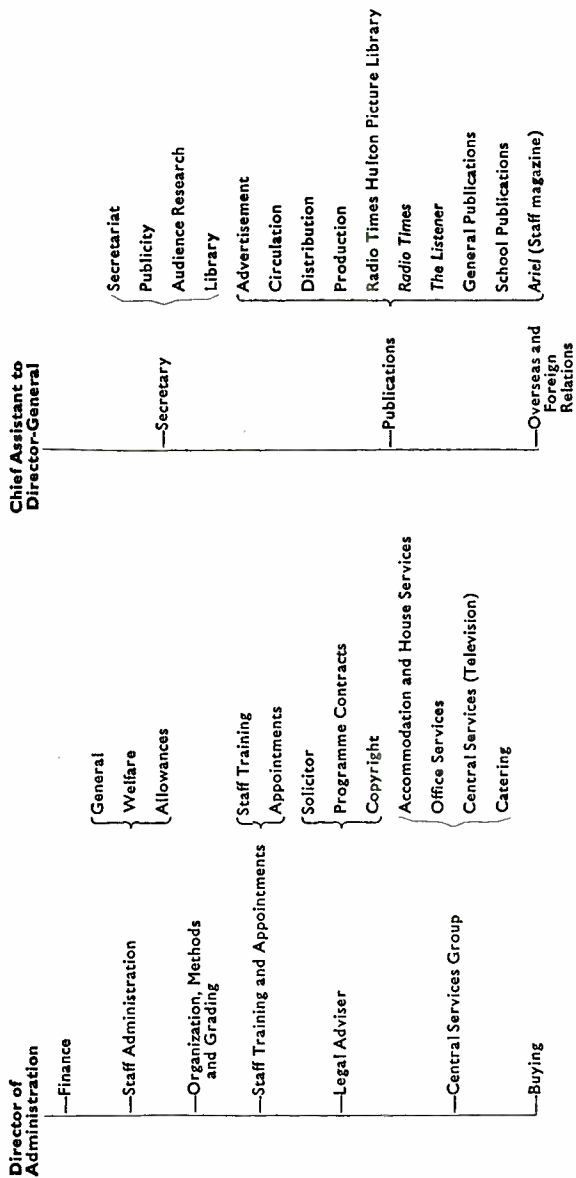 Director of
Administration
Finance
Staff Administration
General
Welfare
Allowances
Organization, Methods
and Grading
Staff Training and Appointments
Staff Training
Appointments
Legal Adviser
Solicitor
Programme Contracts
Copyright
Central Services Group
Accommodation and House Services
Office Services
Central Services (Television)
Catering
Buying
Chief Assistant to
Director-General
Secretary
Secretariat
Publicity
Audience Research
Library
Publications
Advertisement
Circulation
Distribution
Production
Radio Times Hulton Picture Library
Radio Times
The Listener
General Publications
School Publications
Ariel (Staff magazine)
Overseas and
Foreign
Relations